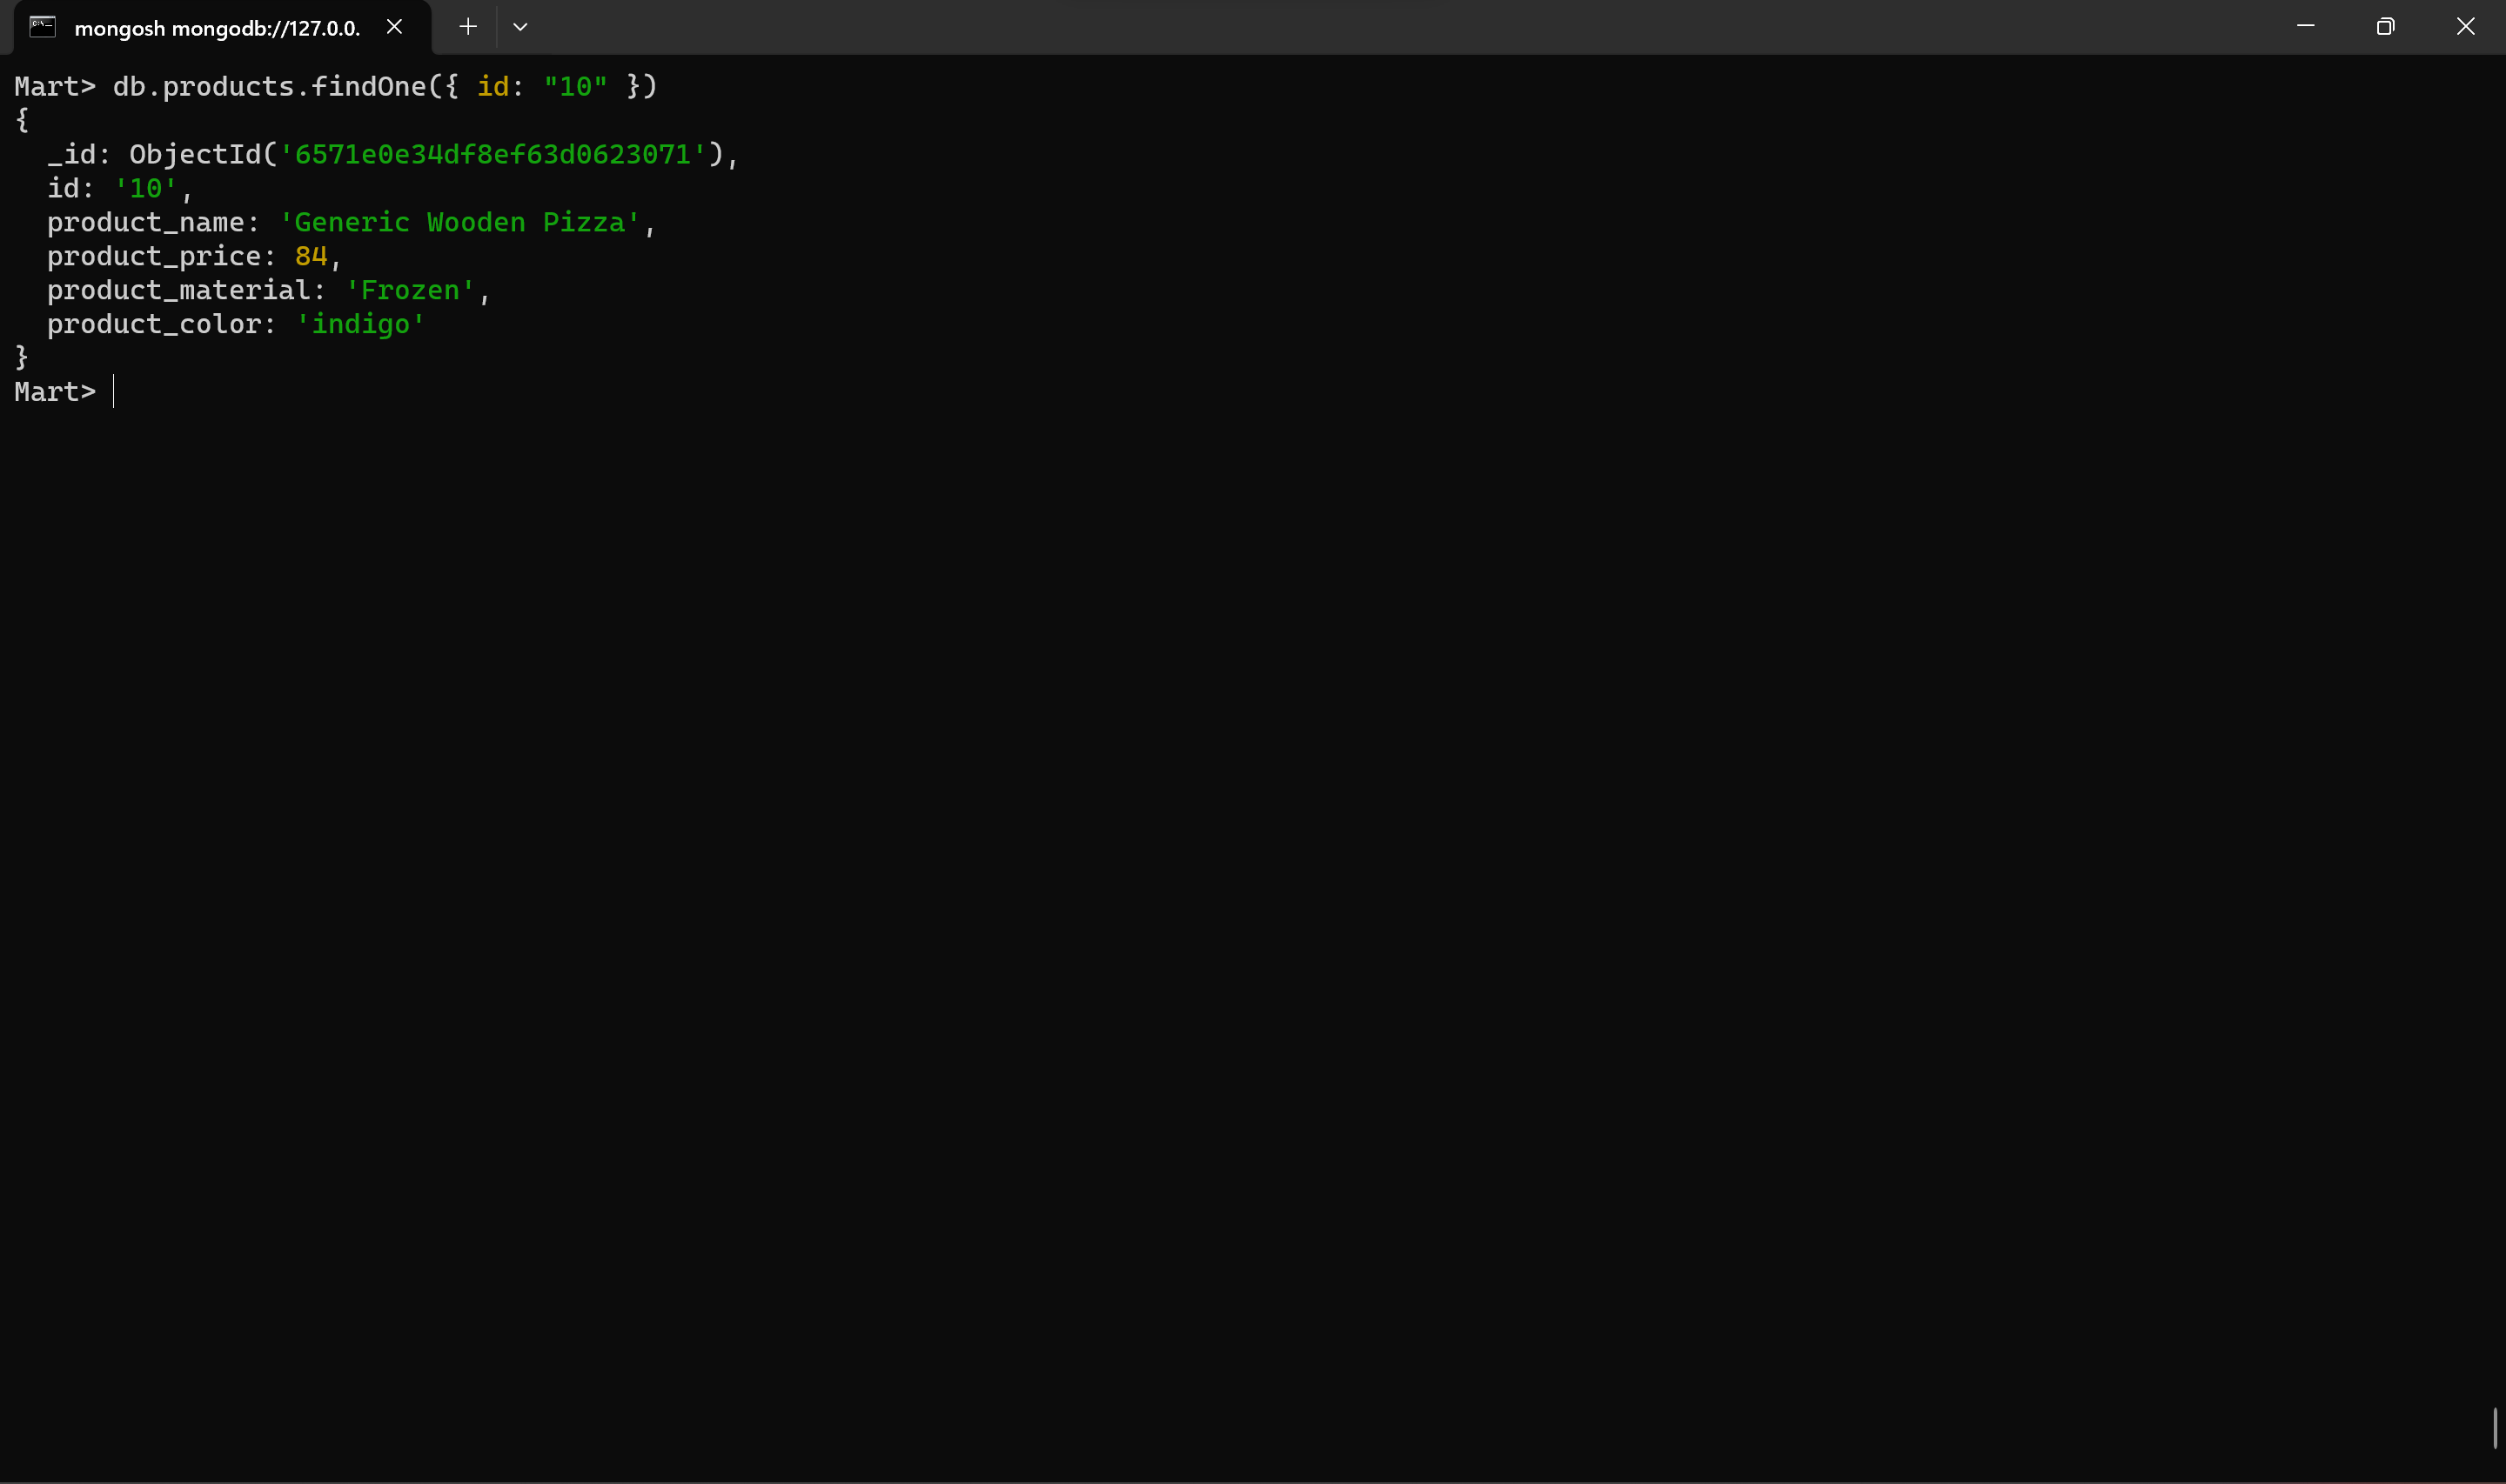 mongosh mongodb://127.0.0.
Mart> db.products.findOne({ id: "10" })
{
  _id: ObjectId('6571e0e34df8ef63d0623071'),
  id: '10',
  product_name: 'Generic Wooden Pizza',
  product_price: 84,
  product_material: 'Frozen',
  product_color: 'indigo'
}
Mart>